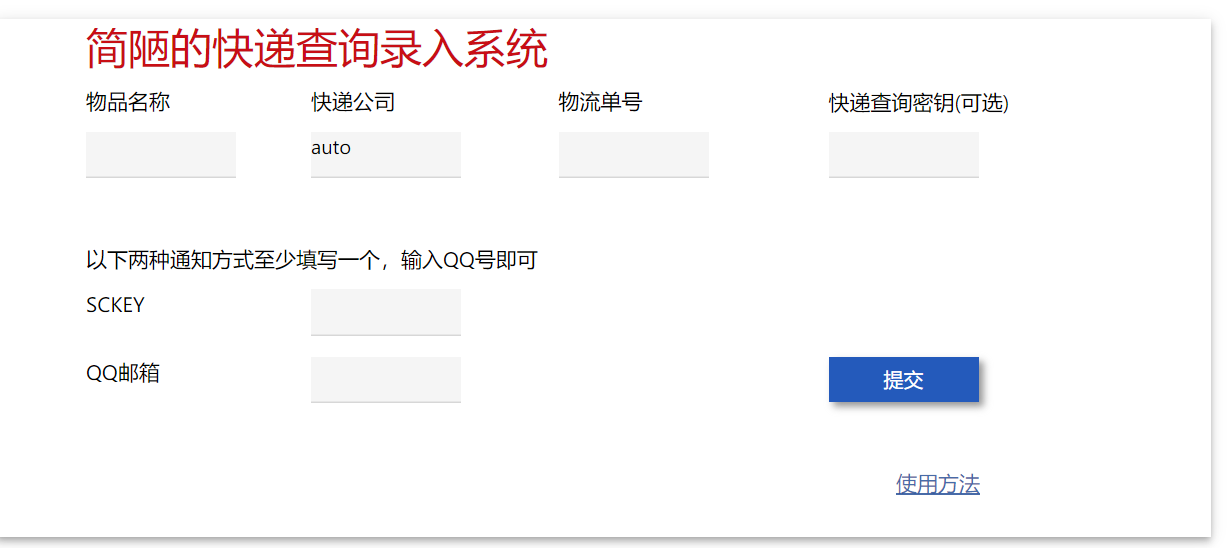 简陋的快递查询录入系统
物品名称 快递公司 物流单号 快递查询密钥(可选)
auto
以下两种通知方式至少填写一个，输入QQ号即可
SCKEY
QQ邮箱 提交
使用方法